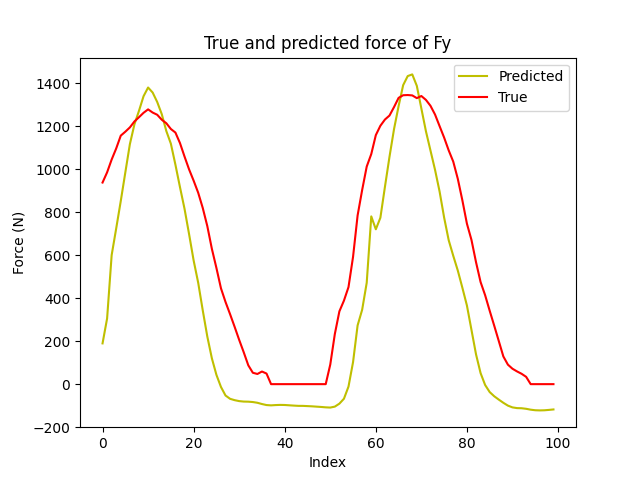 True and predicted force of Fy
Predicted
True
1400
1200
1000
800
600
400
200
0
−200
Force (N)
0 20 40 60 80 100
Index